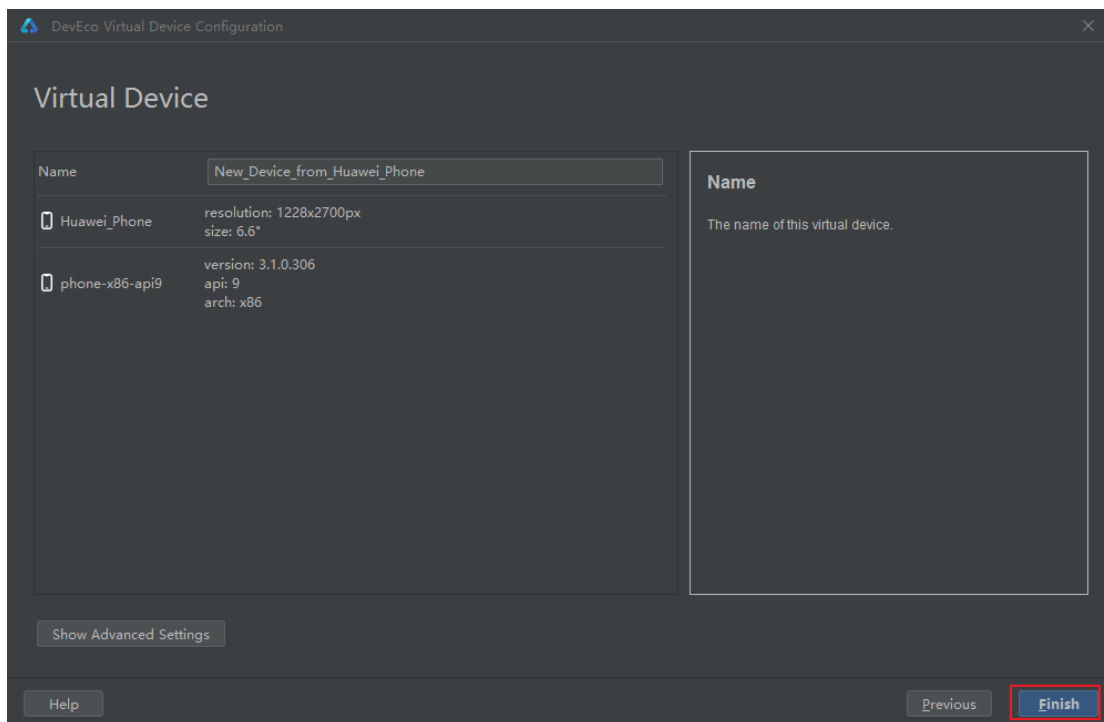 DevEco Virtual Device Configuration
Virtual Device
Name
New_Device_from_Huawei_Phone
Huawei_Phone
resolution: 1228x2700px
size: 6.6"
phone-x86-api9
version: 3.1.0.306
api: 9
arch: x86
Name
The name of this virtual device.
Show Advanced Settings
Help
Previous
Finish